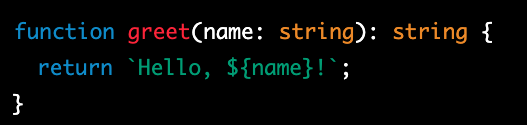 function greet(name: string): string {
  return `Hello, ${name}!`;
}